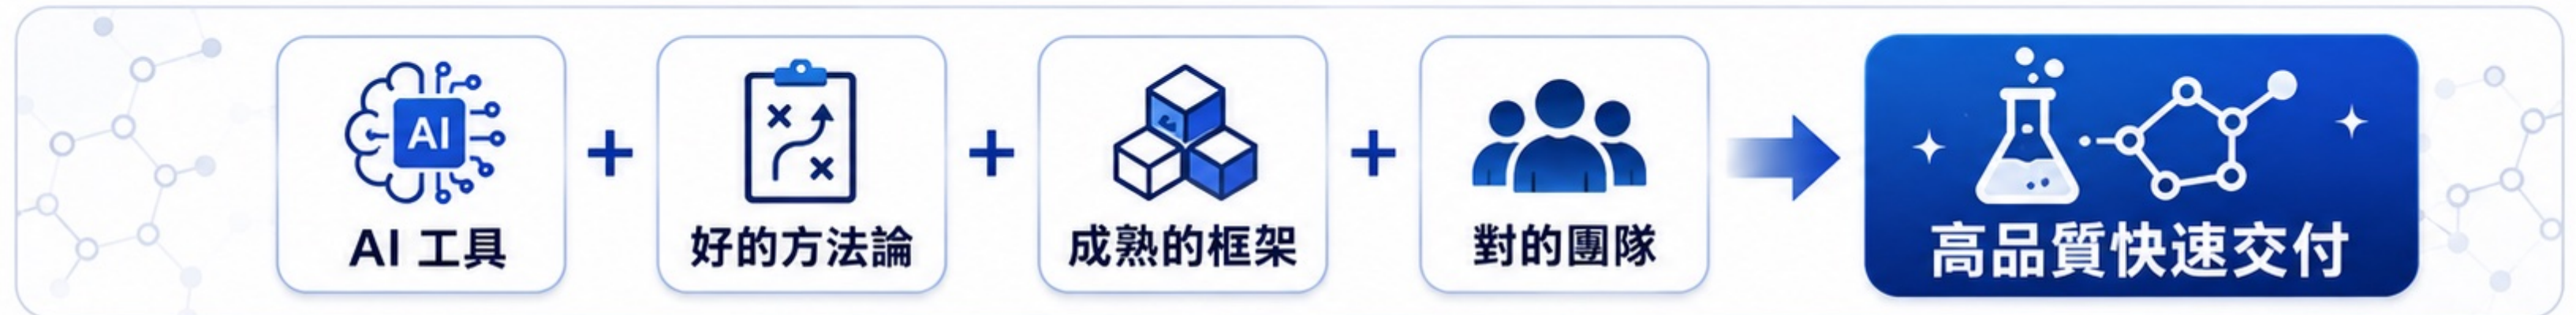 AI
AI 工具
+
好的方法論
+
成熟的框架
+
對的團隊
高品質快速交付